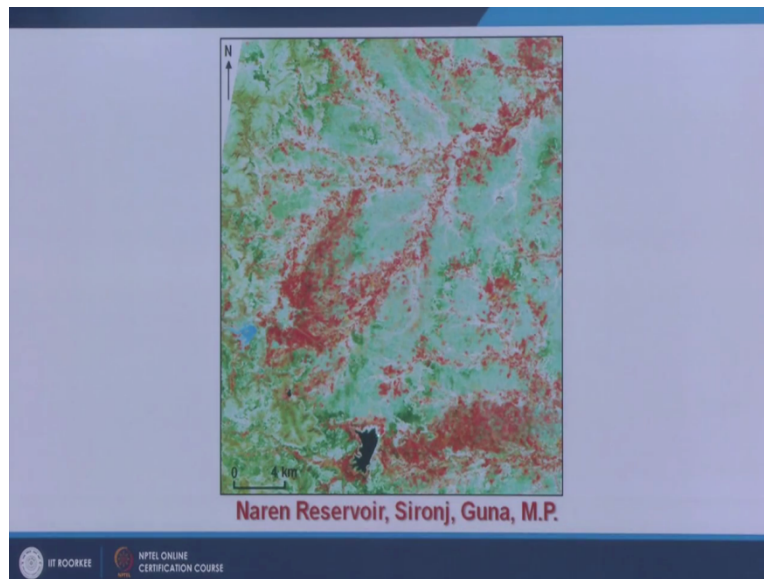 N
0 4 km
Naren Reservoir, Sironj, Guna, M.P.
IIT ROORKEE
NPTEL ONLINE
CERTIFICATION COURSE